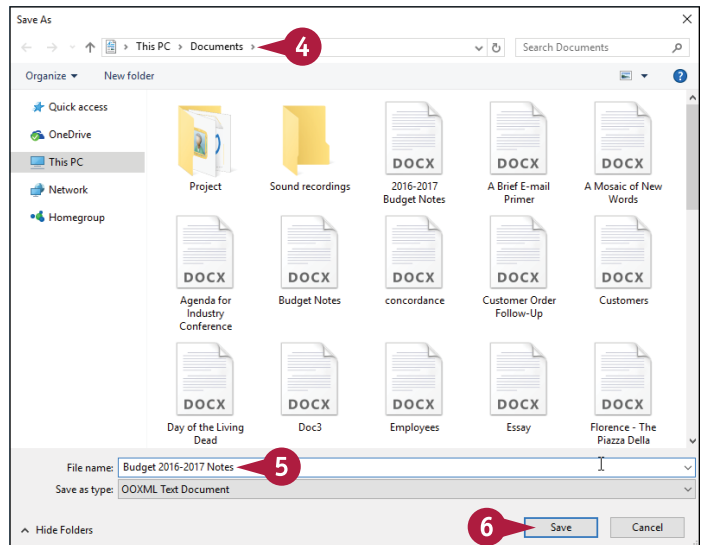 Save As
This PC > Documents >
4
Search Documents
Organize
New folder
?
Quick access
OneDrive
This PC
Network
Homegroup
Project
Sound recordings
DOCX
2016-2017
Budget Notes
DOCX
A Brief E-mail
Primer
DOCX
A Mosaic of New
Words
DOCX
Agenda for
Industry
Conference
DOCX
Budget Notes
DOCX
concordance
DOCX
Customer Order
Follow-Up
DOCX
Customers
DOCX
Day of the Living
Dead
DOCX
Doc3
DOCX
Employees
DOCX
Essay
DOCX
Florence - The
Piazza Della
File name: Budget 2016-2017 Notes
5
Save as type: OOXML Text Document
Hide Folders
6
Save
Cancel